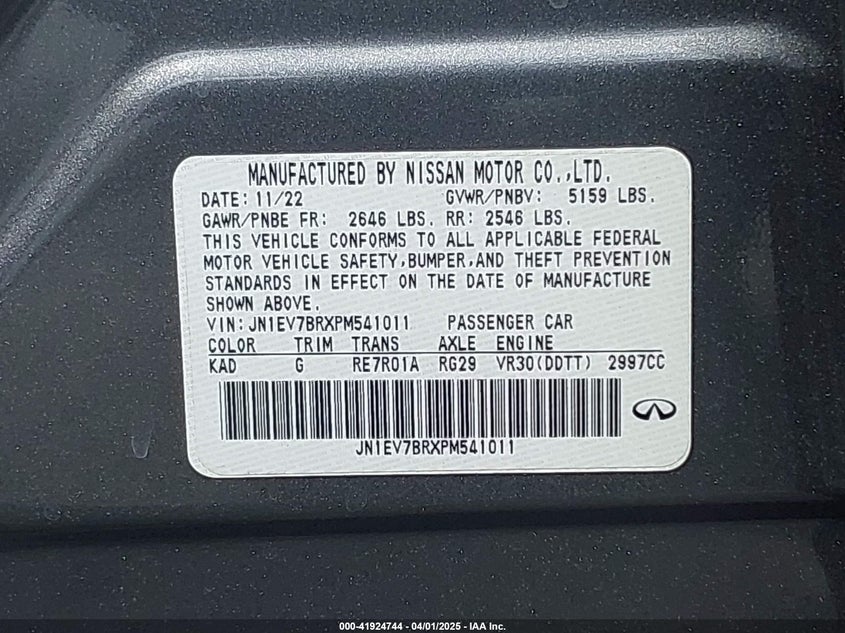 MANUFACTURED BY NISSAN MOTOR CO.,LTD.
DATE: 11/22 GVWR/PNBV: 5159 LBS.
GAWR/PNBE FR: 2646 LBS. RR: 2546 LBS.
THIS VEHICLE CONFORMS TO ALL APPLICABLE FEDERAL
MOTOR VEHICLE SAFETY,BUMPER,AND THEFT PREVENTION
STANDARDS IN EFFECT ON THE DATE OF MANUFACTURE
SHOWN ABOVE.
VIN: JN1EV7BRXPM541011 PASSENGER CAR
COLOR TRIM TRANS AXLE ENGINE
KAD G RE7R01A RG29 VR30(DDTT) 2997CC
JN1EV7BRXPM541011
000-41924744 - 04/01/2025 - IAA Inc.